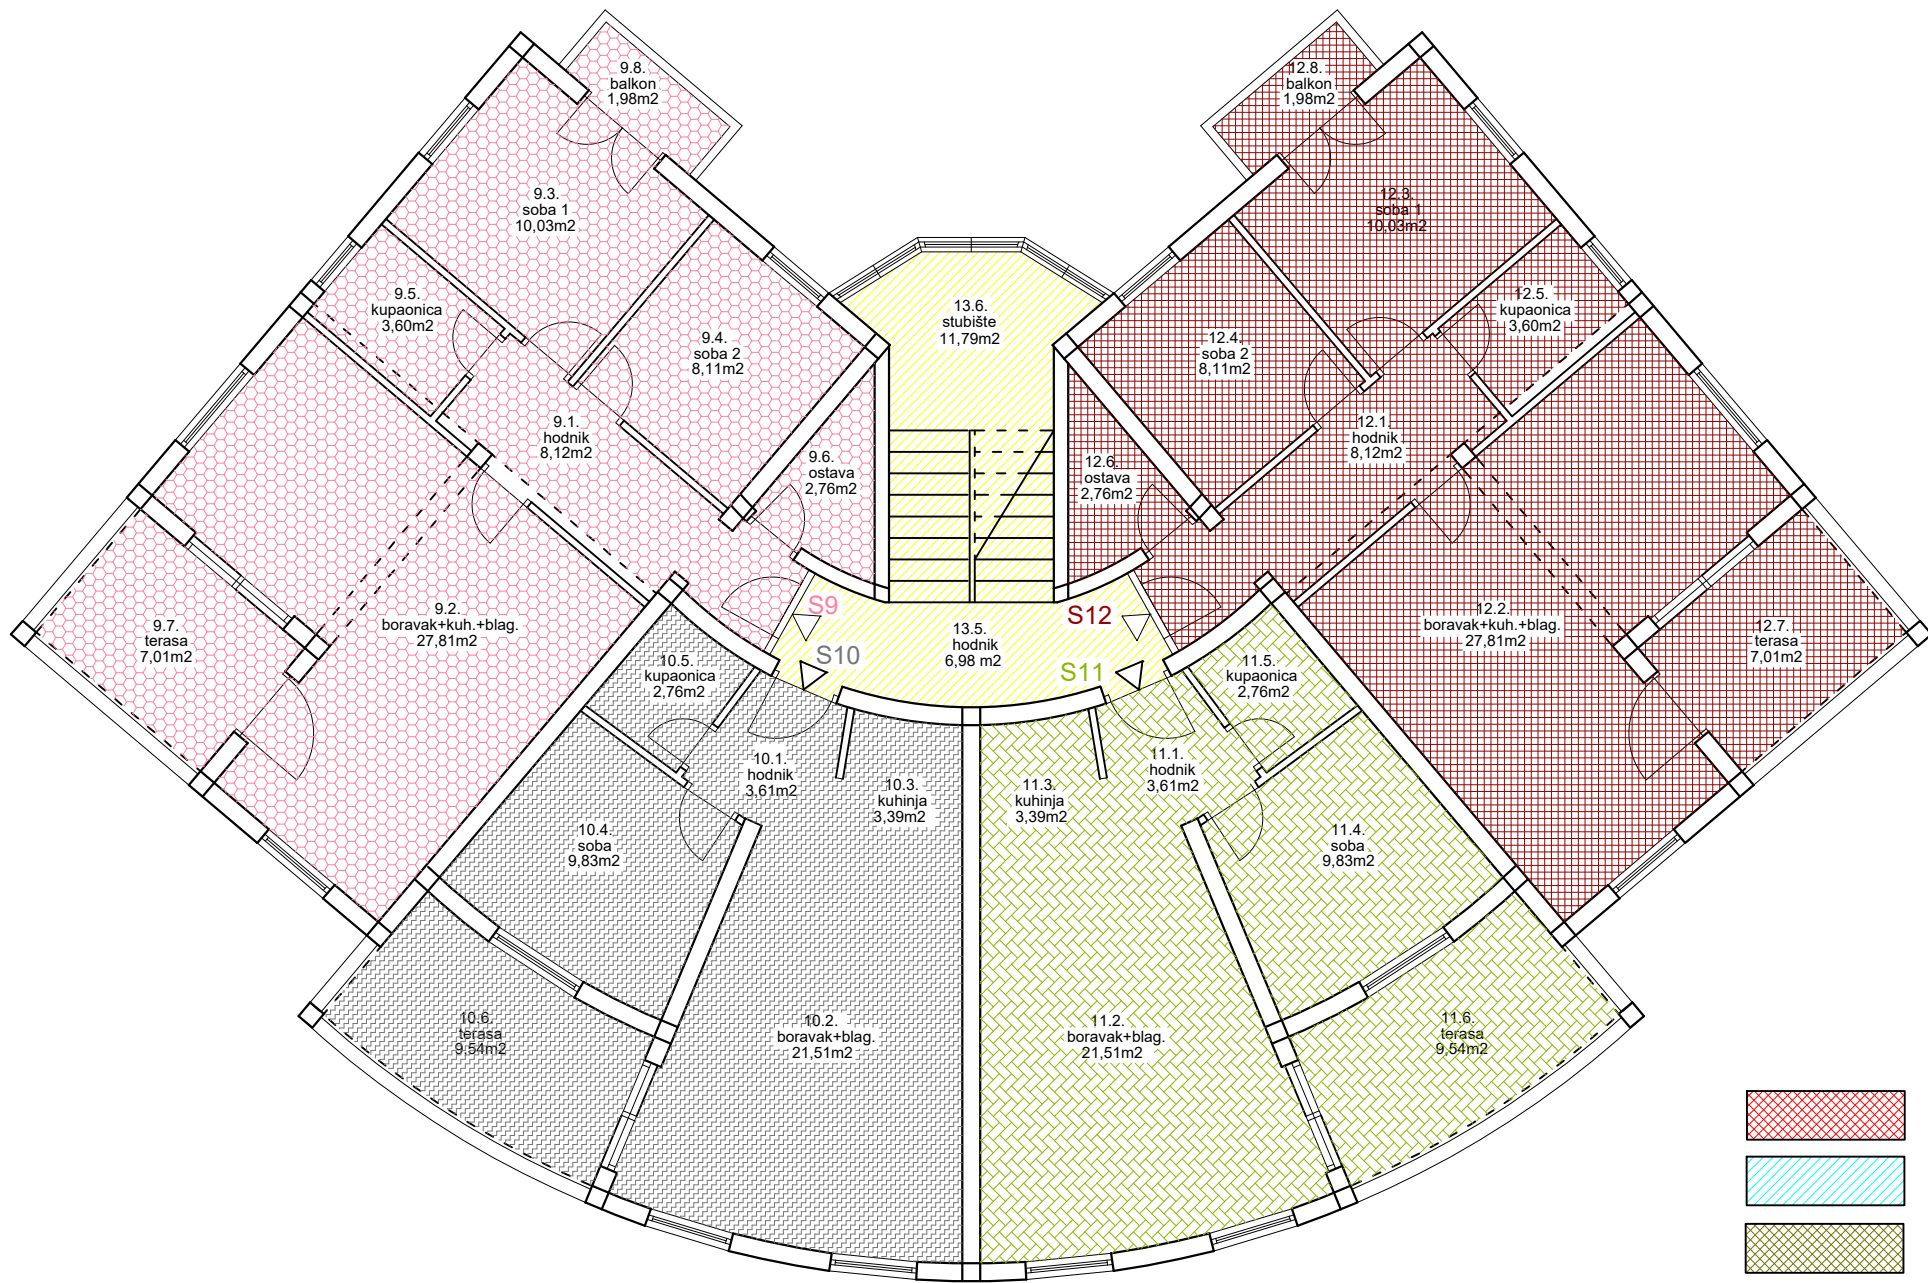 9.8.
balkon
1,98m2
12.8.
balkon
1,98m2
9.3.
soba 1
10,03m2
12.3.
soba 1
10,03m2
9.5.
kupaonica
3,60m2
12.5.
kupaonica
3,60m2
13.6.
stubište
11,79m2
9.4.
soba 2
8,11m2
12.4.
soba 2
8,11m2
9.1.
hodnik
8,12m2
12.1.
hodnik
8,12m2
9.6.
ostava
2,76m2
12.6.
ostava
2,76m2
S9
S12
9.2.
boravak+kuh.+blag.
27,81m2
12.2.
boravak+kuh.+blag.
27,81m2
9.7.
terasa
7,01m2
13.5.
hodnik
6,98 m2
12.7.
terasa
7,01m2
S10
S11
10.5.
kupaonica
2,76m2
11.5.
kupaonica
2,76m2
10.1.
hodnik
3,61m2
11.1.
hodnik
3,61m2
10.3.
kuhinja
3,39m2
11.3.
kuhinja
3,39m2
10.4.
soba
9,83m2
11.4.
soba
9,83m2
10.6.
terasa
9.54m2
10.2.
boravak+blag.
21,51m2
11.2.
boravak+blag.
21,51m2
11.6.
terasa
9,54m2